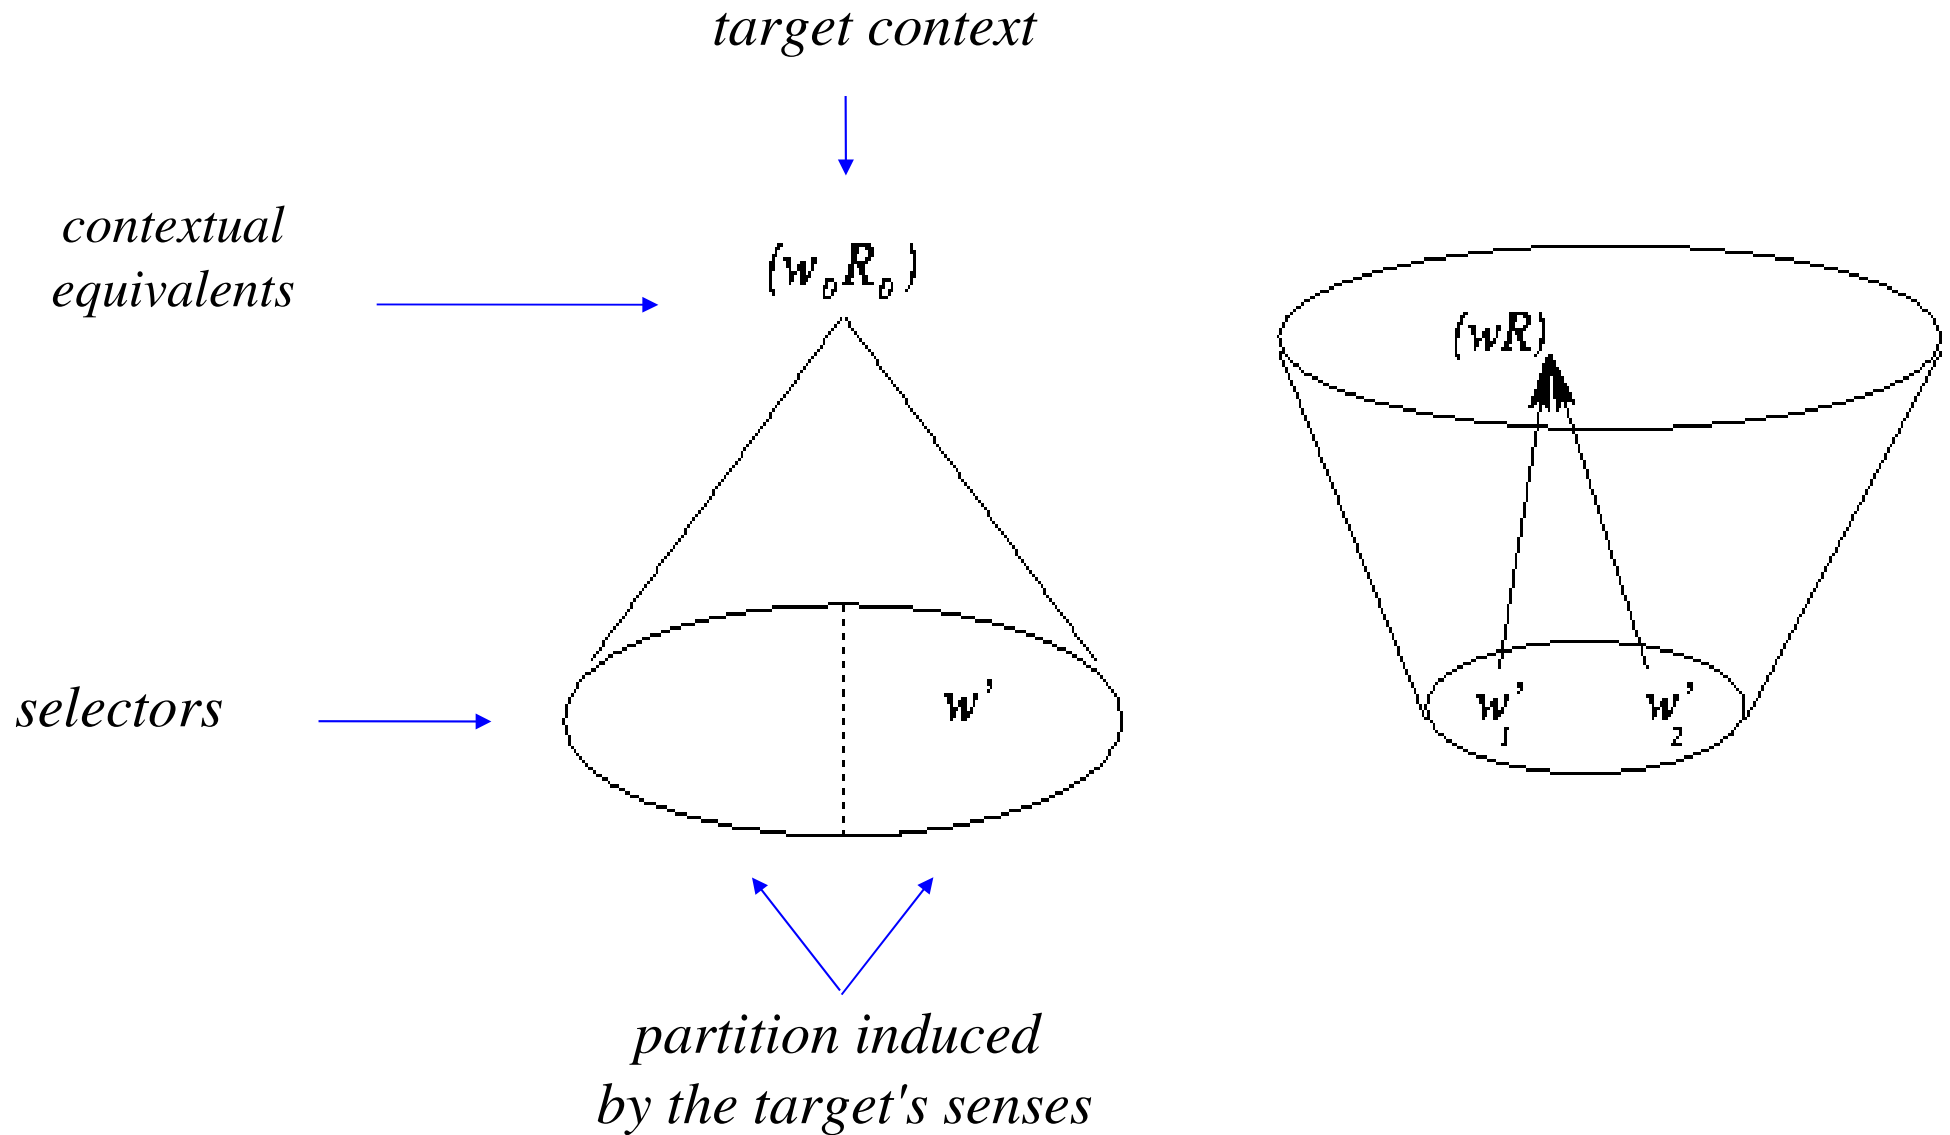 target context
contextual
equivalents
(w₀R₀)
(wR)
selectors
w'
w'₁
w'₂
partition induced
by the target's senses